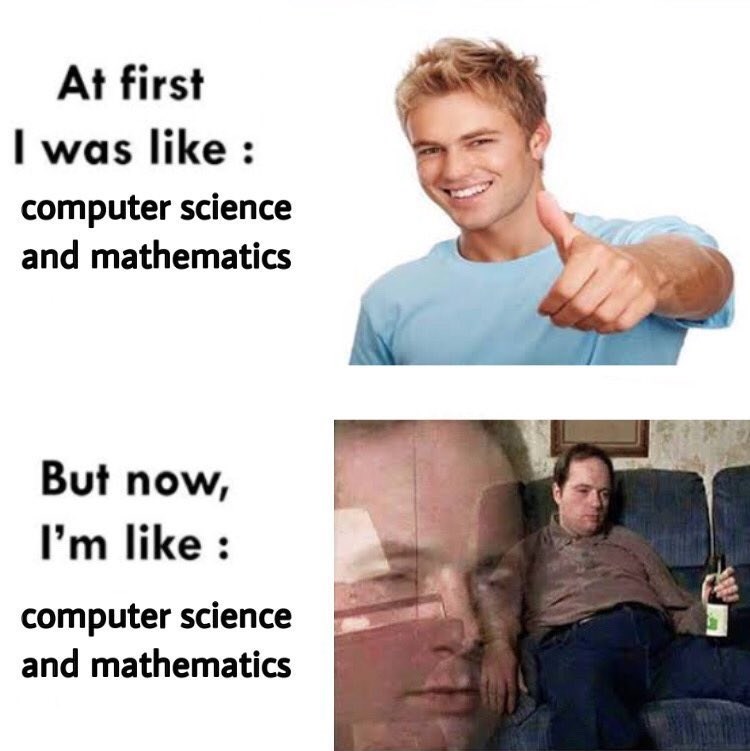 At first
I was like :
computer science
and mathematics
But now,
I'm like :
computer science
and mathematics